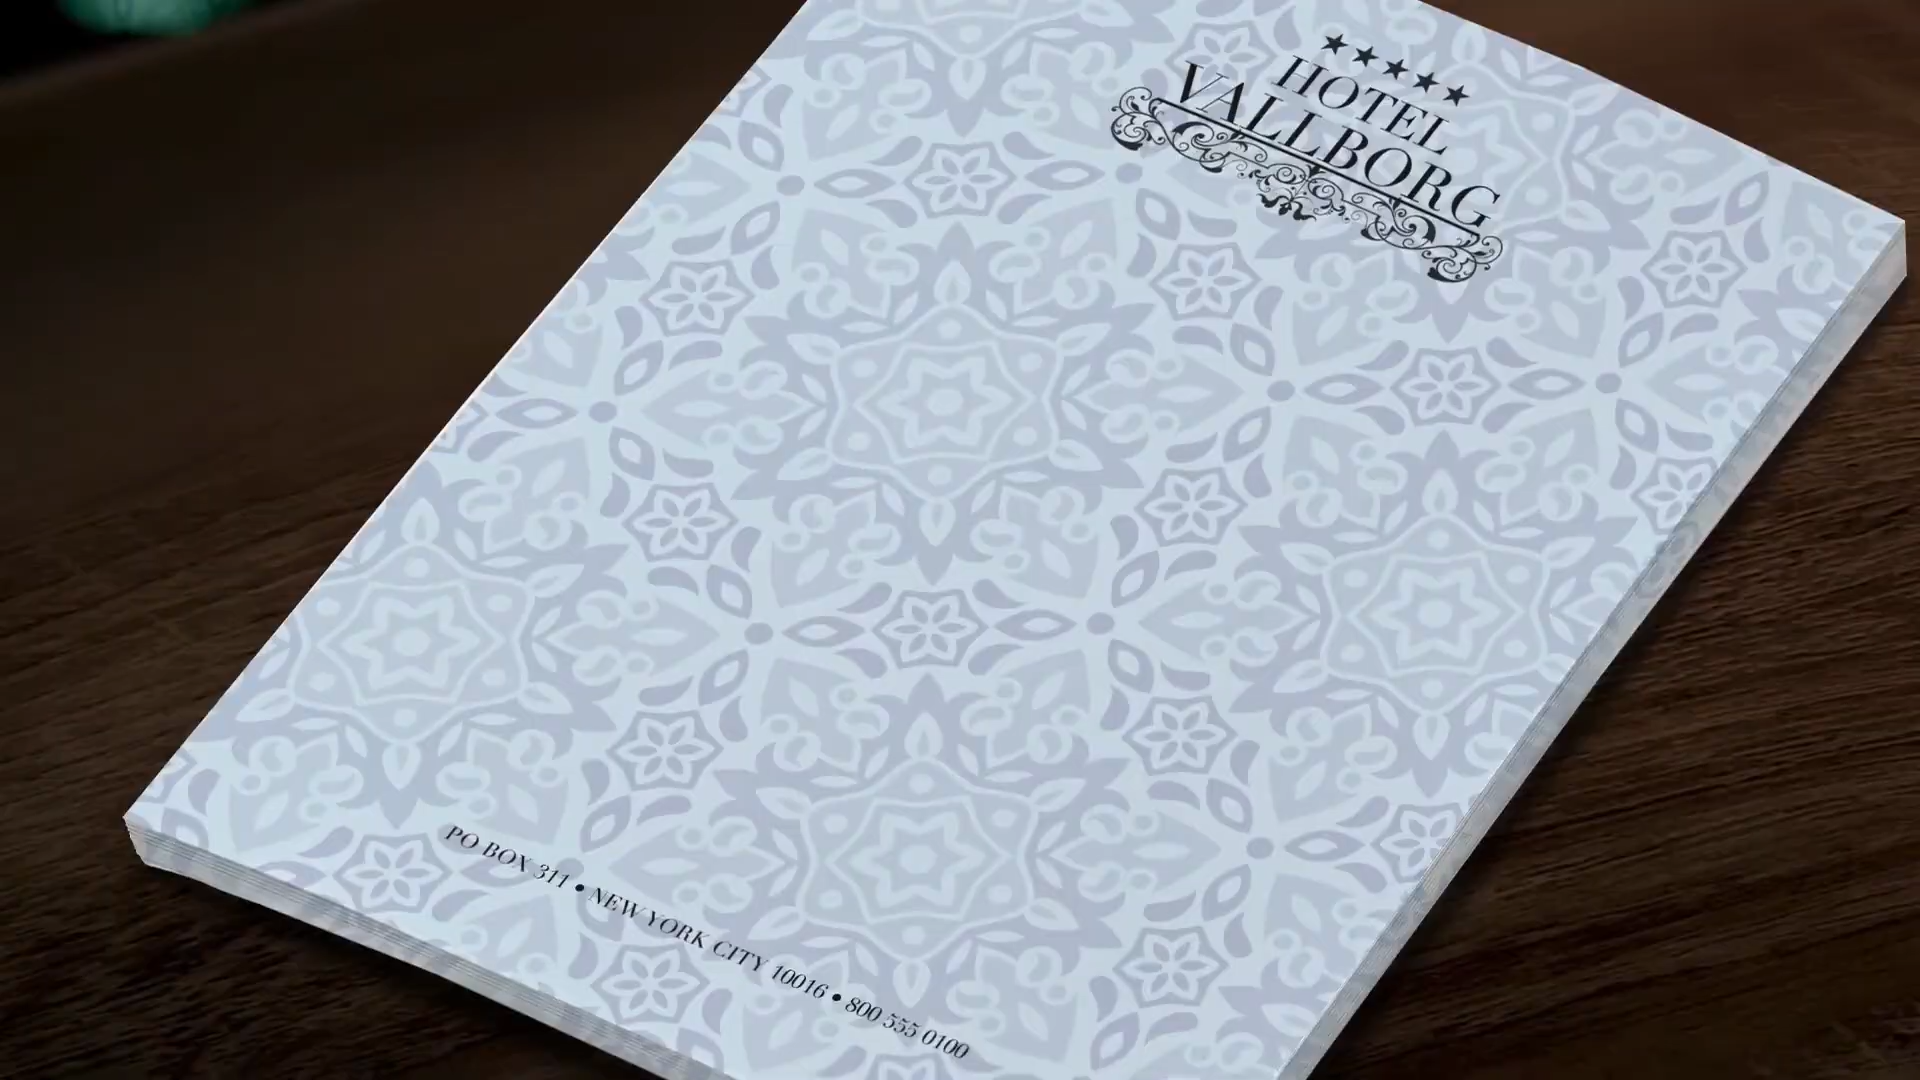 ★★★★★
HOTEL
VALLBORG
PO BOX 311 • NEW YORK CITY 10016 • 800 555 0100